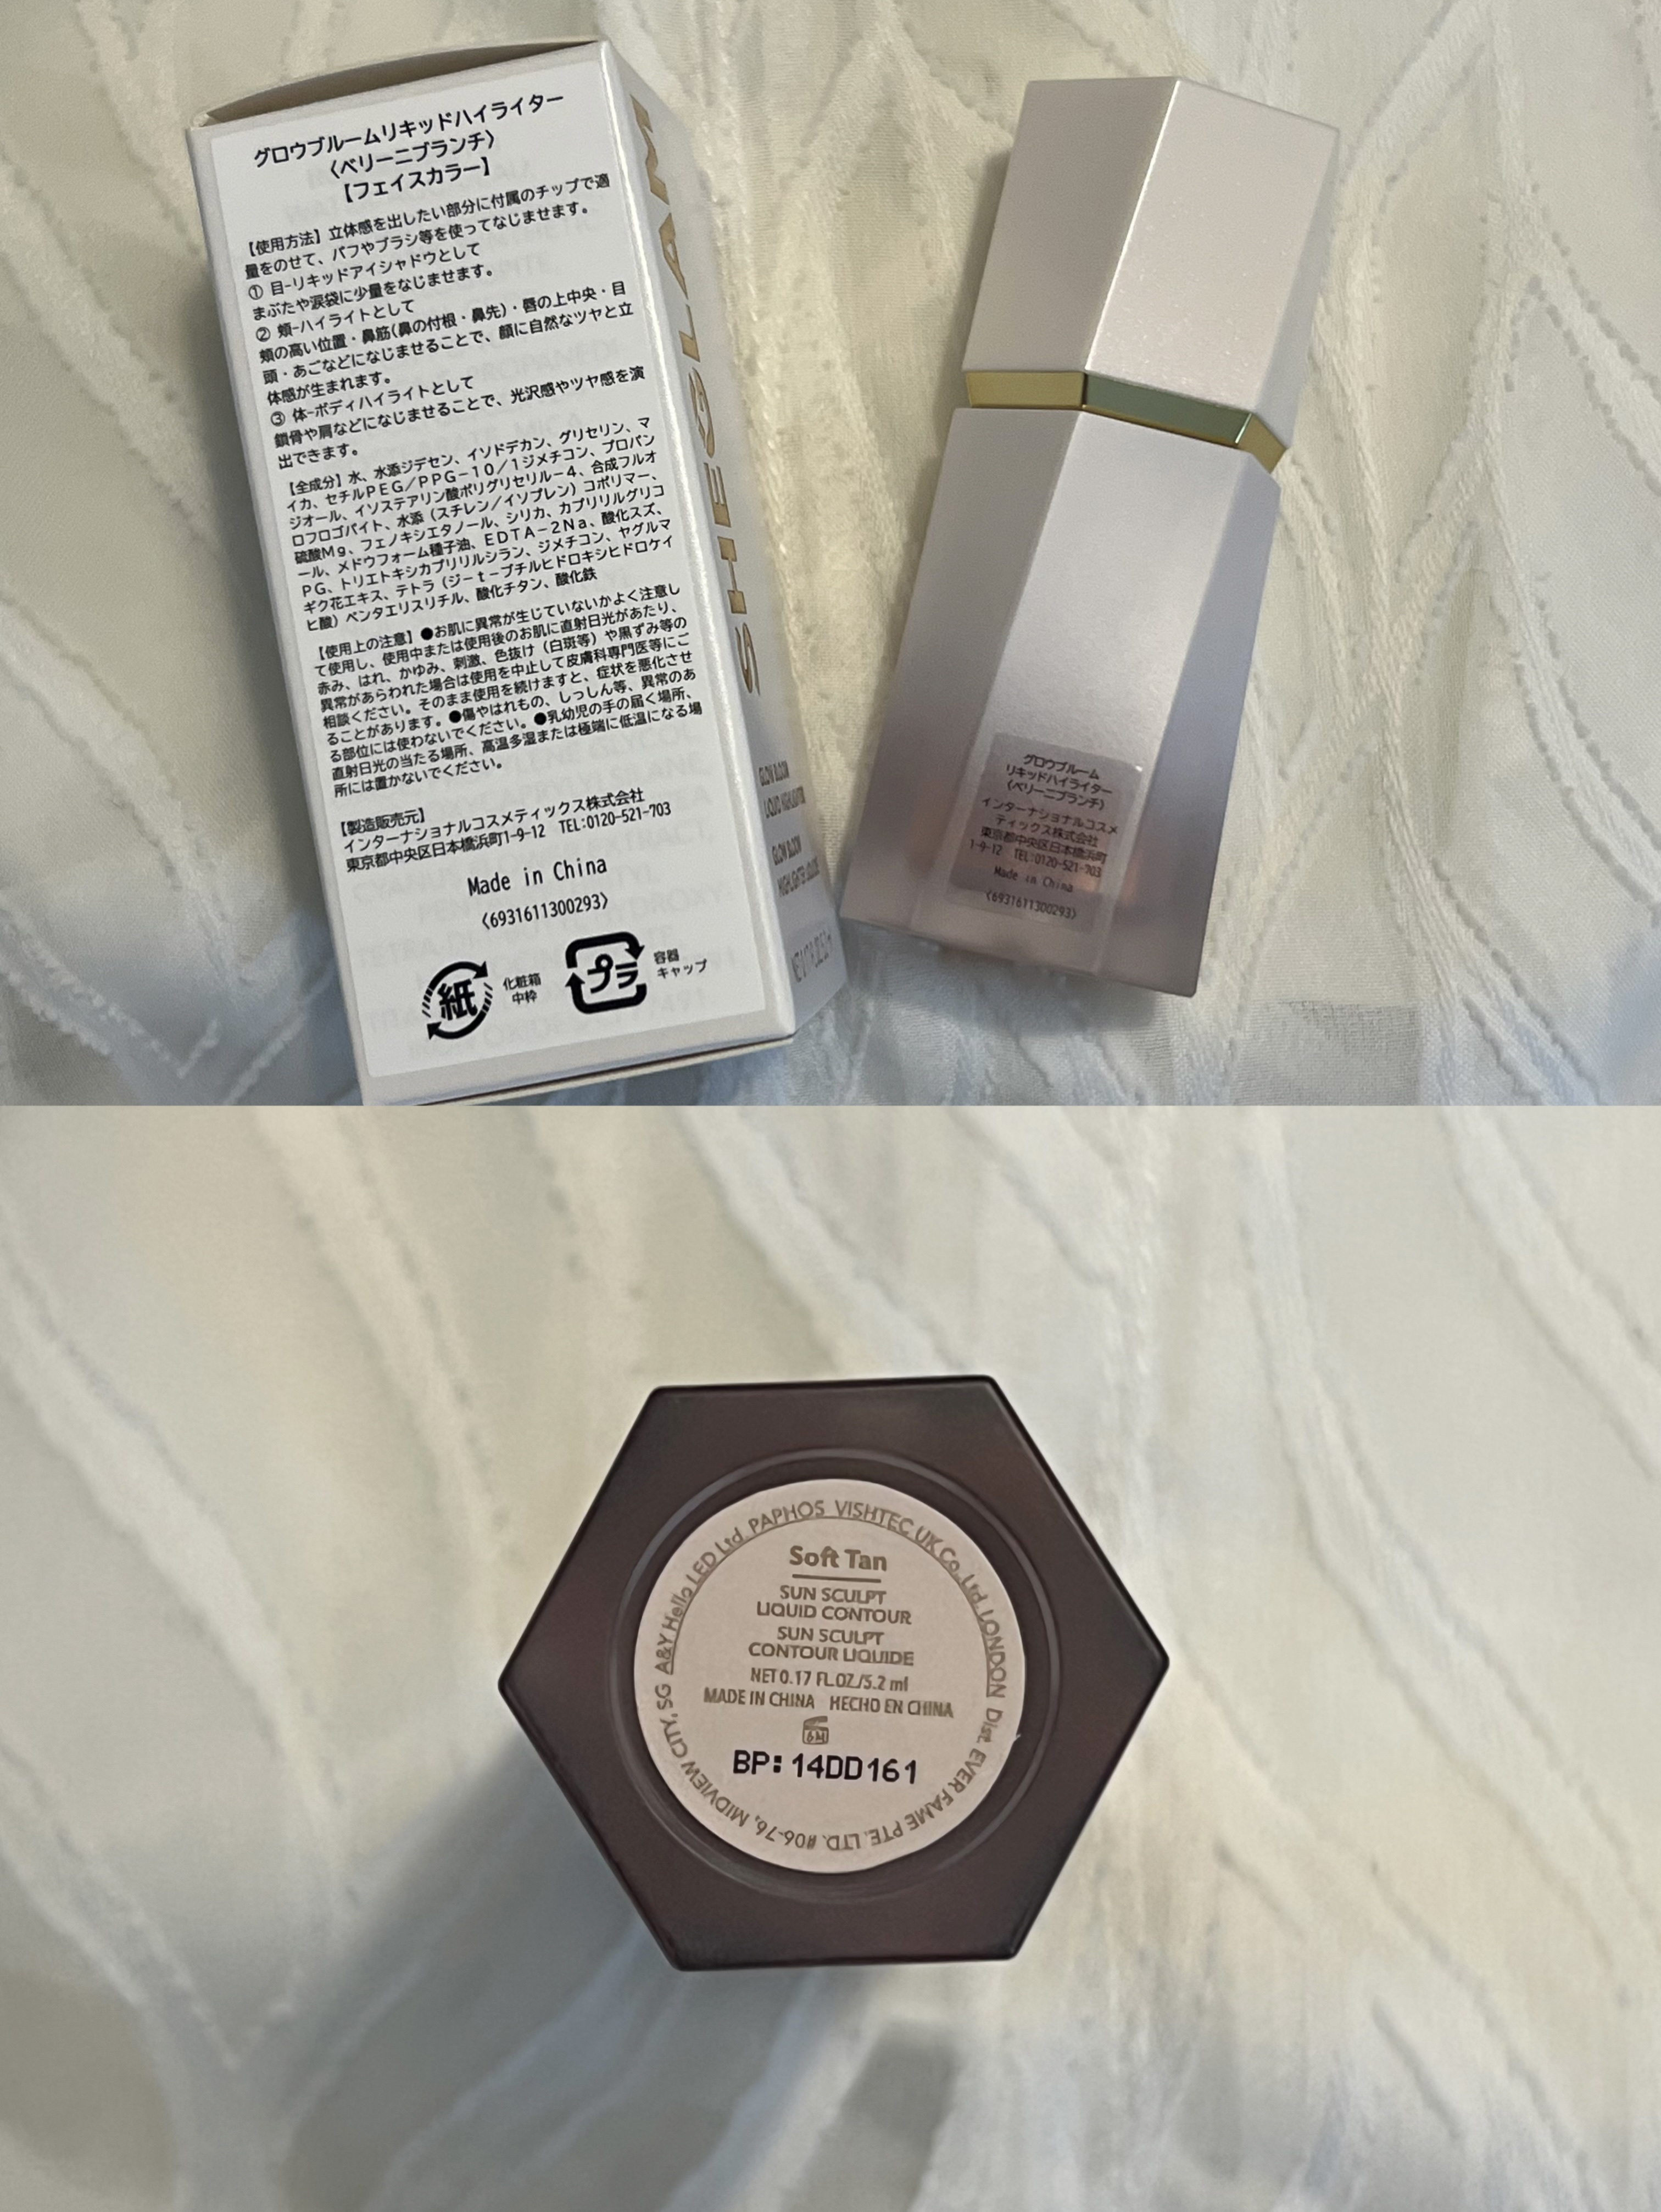 グロウブルームリキッドハイライター
〈ベリーニブランチ〉
【フェイスカラー】
【使用方法】立体感を出したい部分に付属のチップで適
量をのせて、パフやブラシ等を使ってなじませます。
① 目-リキッドアイシャドウとして
まぶたや涙袋に少量をなじませます。
② 頬-ハイライトとして
頬の高い位置・鼻筋(鼻の付根・鼻先)・唇の上中央・目
頭・あごなどになじませることで、顔に自然なツヤと立
体感が生まれます。
③ 体-ボディハイライトとして
鎖骨や肩などになじませることで、光沢感やツヤ感を演
出できます。
【全成分】水、水添ジデセン、イソドデカン、グリセリン、マ
イカ、セチルPEG/PPG-10/1ジメチコン、プロパン
ジオール、イソステアリン酸ポリグリセリル-4、合成フルオ
ロフロゴパイト、水添(スチレン/イソプレン)コポリマー、
硫酸Mg、フェノキシエタノール、シリカ、カプリリルグリコ
ール、メドウフォーム種子油、EDTA-2Na、酸化スズ、
PG、トリエトキシカプリリルシラン、ジメチコン、ヤグルマ
ギク花エキス、テトラ(ジ-t-ブチルヒドロキシヒドロケイ
ヒ酸)ペンタエリスリチル、酸化チタン、酸化鉄
【使用上の注意】●お肌に異常が生じていないかよく注意し
て使用し、使用中または使用後のお肌に直射日光があたり、
赤み、はれ、かゆみ、刺激、色抜け(白斑等)や黒ずみ等の
異常があらわれた場合は使用を中止して皮膚科専門医等にご
相談ください。そのまま使用を続けますと、症状を悪化させ
ることがあります。●傷やはれもの、しっしん等、異常のあ
る部位には使わないでください。●乳幼児の手の届く場所、
直射日光の当たる場所、高温多湿または極端に低温になる場
所には置かないでください。
【製造販売元】
インターナショナルコスメティックス株式会社
東京都中央区日本橋浜町1-9-12 TEL:0120-521-703
Made in China
〈6931611300293〉
紙
化粧箱
中枠
プラ
容器
キャップ
SHEGLAM
GLOW BLOOM
LIQUID HIGHLIGHTER
GLOW BLOOM
HIGHLIGHTER LIQUIDE
グロウブルーム
リキッドハイライター
〈ベリーニブランチ〉
インターナショナルコスメ
ティックス株式会社
東京都中央区日本橋浜町
1-9-12 TEL:0120-521-703
Made in China
〈6931611300293〉
A&Y Hello LED Ltd. PAPHOS VISHTEC UK Co. Ltd. LONDON Dist. EVER FAME PTE. LTD. #06-76, MIDVIEW CITY, SG
Soft Tan
SUN SCULPT
LIQUID CONTOUR
SUN SCULPT
CONTOUR LIQUIDE
NET 0.17 FL.OZ./5.2 ml
MADE IN CHINA HECHO EN CHINA
6M
BP:14DD161